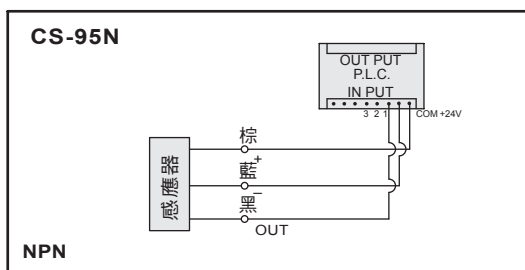 CS-95N
OUT PUT
P.L.C.
IN PUT
3 2 1 COM +24V
棕
+
藍
−
黑
OUT
感應器
NPN